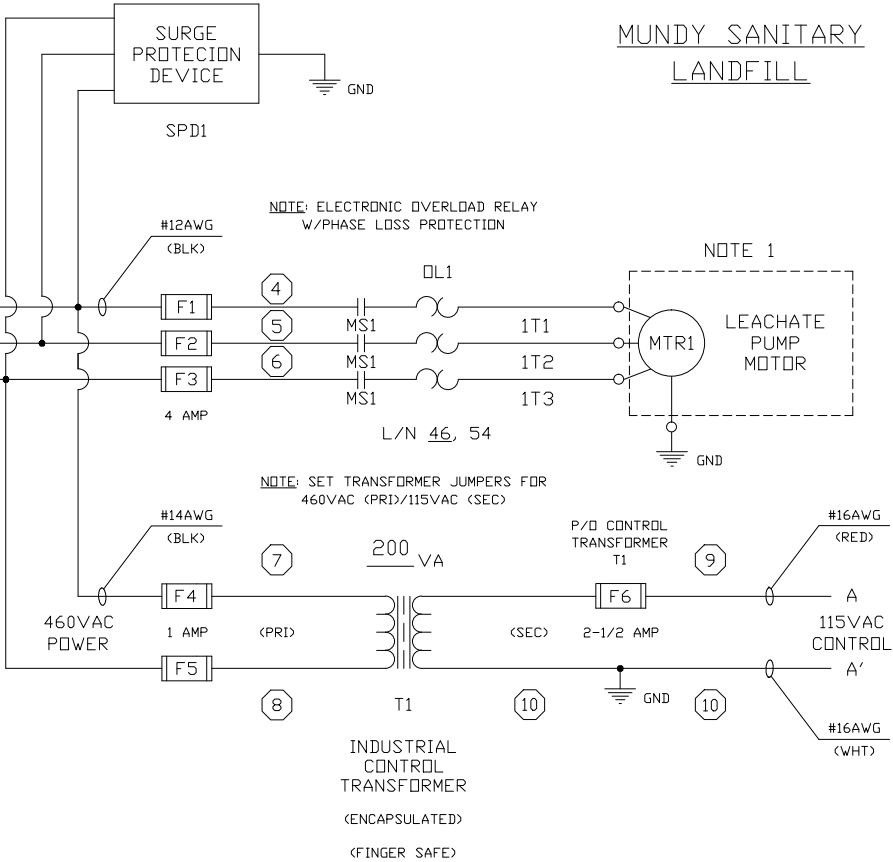 SURGE
PROTECION
DEVICE
SPD1
GND
MUNDY SANITARY
LANDFILL
NOTE: ELECTRONIC OVERLOAD RELAY
W/PHASE LOSS PROTECTION
#12AWG
(BLK)
OL1
NOTE 1
4
F1
MS1
1T1
5
F2
MS1
1T2
6
F3
MS1
1T3
4 AMP
MTR1
LEACHATE
PUMP
MOTOR
L/N 46, 54
GND
NOTE: SET TRANSFORMER JUMPERS FOR
460VAC (PRI)/115VAC (SEC)
#14AWG
(BLK)
7
200 VA
P/O CONTROL
TRANSFORMER
T1
9
#16AWG
(RED)
F4
F6
A
460VAC
POWER
1 AMP
(PRI)
(SEC)
2-1/2 AMP
115VAC
CONTROL
F5
A'
8
T1
10
GND
10
#16AWG
(WHT)
INDUSTRIAL
CONTROL
TRANSFORMER
(ENCAPSULATED)
(FINGER SAFE)